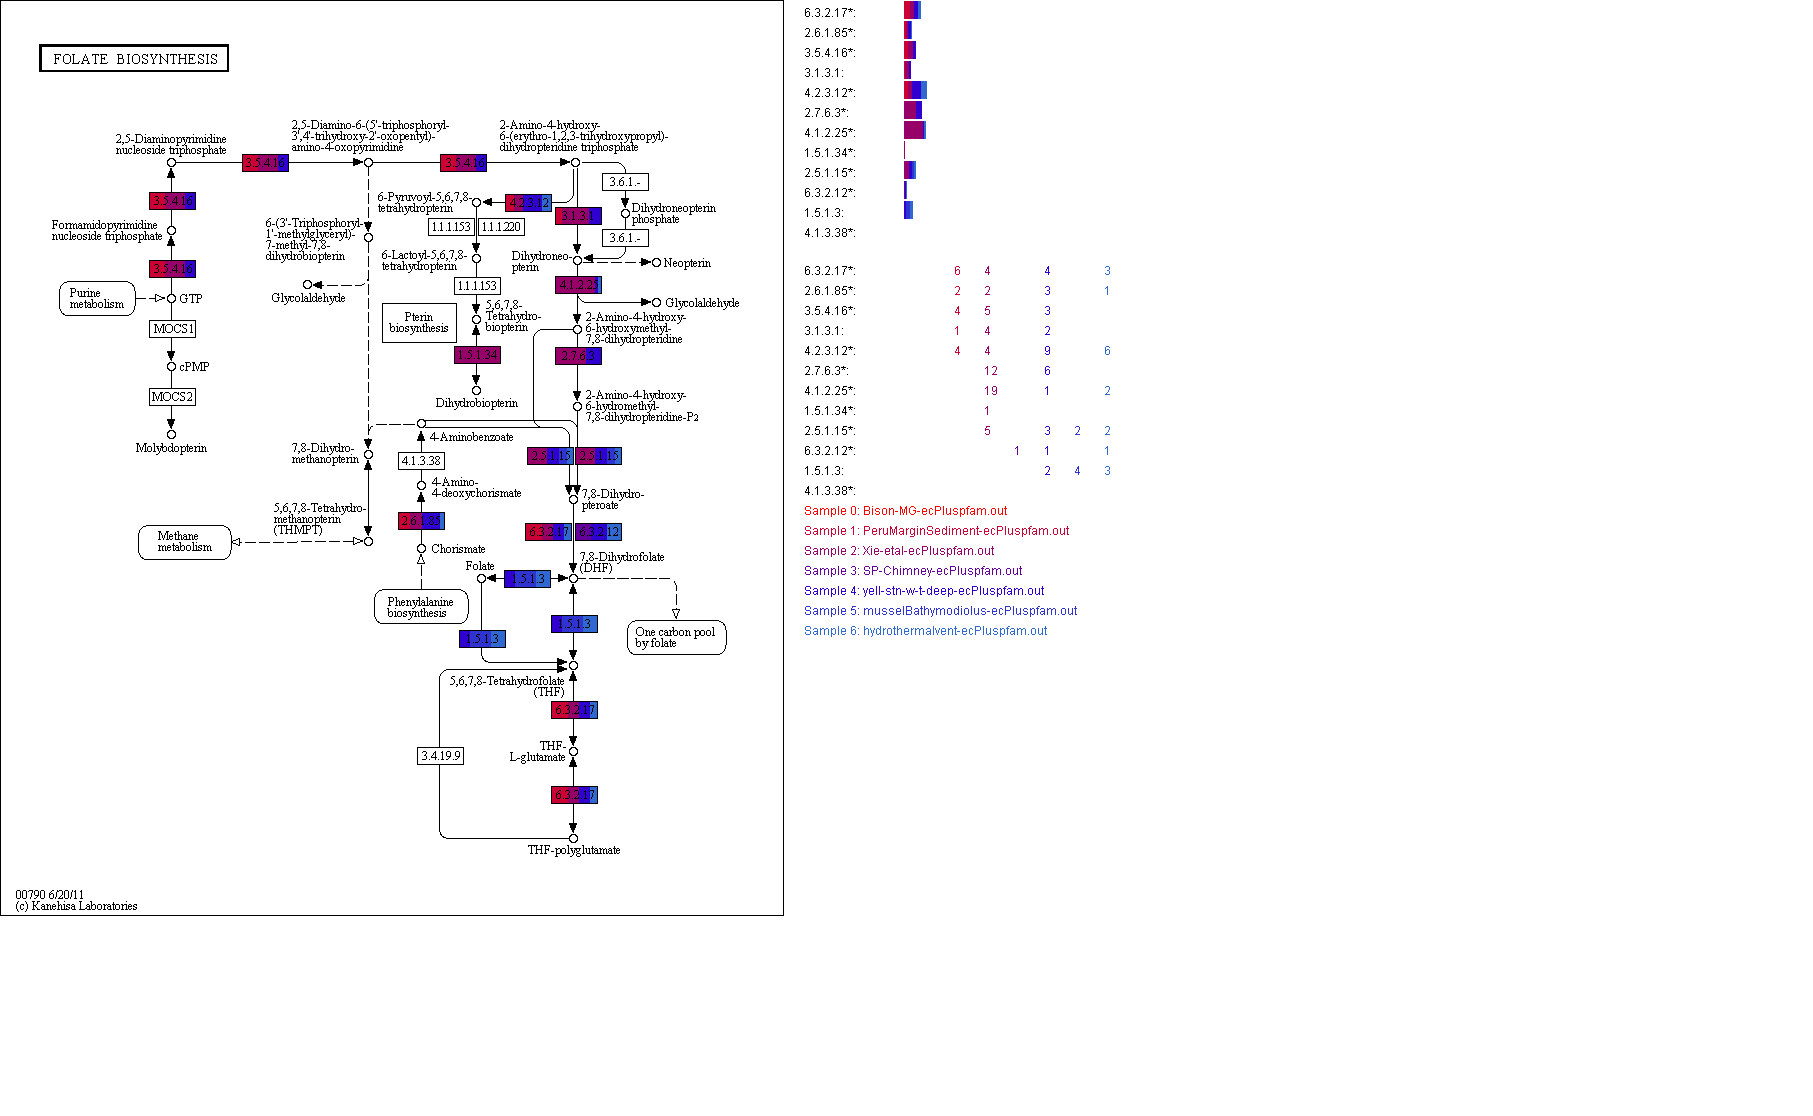 FOLATE BIOSYNTHESIS
2,5-Diaminopyrimidine
nucleoside triphosphate
2,5-Diamino-6-(5'-triphosphoryl-
3',4'-trihydroxy-2'-oxopentyl)-
amino-4-oxopyrimidine
2-Amino-4-hydroxy-
6-(erythro-1,2,3-trihydroxypropyl)-
dihydropteridine triphosphate
3.5.4.16
3.5.4.16
3.6.1.-
3.5.4.16
6-Pyruvoyl-5,6,7,8-
tetrahydropterin
4.2.3.12
3.1.3.1
Dihydroneopterin
phosphate
Formamidopyrimidine
nucleoside triphosphate
6-(3'-Triphosphoryl-
1'-methylglyceryl)-
7-methyl-7,8-
dihydrobiopterin
1.1.1.153
1.1.1.220
3.6.1.-
3.5.4.16
6-Lactoyl-5,6,7,8-
tetrahydropterin
Dihydroneo-
pterin
Neopterin
Purine
metabolism
GTP
Glycolaldehyde
1.1.1.153
4.1.2.25
Glycolaldehyde
MOCS1
Pterin
biosynthesis
5,6,7,8-
Tetrahydro-
biopterin
2-Amino-4-hydroxy-
6-hydroxymethyl-
7,8-dihydropteridine
1.5.1.34
2.7.6.3
cPMP
MOCS2
Dihydrobiopterin
2-Amino-4-hydroxy-
6-hydromethyl-
7,8-dihydropteridine-P2
Molybdopterin
4-Aminobenzoate
7,8-Dihydro-
methanopterin
4.1.3.38
2.5.1.15
2.5.1.15
4-Amino-
4-deoxychorismate
7,8-Dihydro-
pteroate
5,6,7,8-Tetrahydro-
methanopterin
(THMPT)
2.6.1.85
6.3.2.17
6.3.2.12
Methane
metabolism
Chorismate
7,8-Dihydrofolate
(DHF)
Folate
1.5.1.3
Phenylalanine
biosynthesis
1.5.1.3
1.5.1.3
One carbon pool
by folate
5,6,7,8-Tetrahydrofolate
(THF)
6.3.2.17
3.4.19.9
THF-
L-glutamate
6.3.2.17
THF-polyglutamate
00790 6/20/11
(c) Kanehisa Laboratories
6.3.2.17*:
2.6.1.85*:
3.5.4.16*:
3.1.3.1:
4.2.3.12*:
2.7.6.3*:
4.1.2.25*:
1.5.1.34*:
2.5.1.15*:
6.3.2.12*:
1.5.1.3:
4.1.3.38*:
6.3.2.17*: 6 4 4 3
2.6.1.85*: 2 2 3 1
3.5.4.16*: 4 5 3
3.1.3.1: 1 4 2
4.2.3.12*: 4 4 9 6
2.7.6.3*: 12 6
4.1.2.25*: 19 1 2
1.5.1.34*: 1
2.5.1.15*: 5 3 2 2
6.3.2.12*: 1 1 1
1.5.1.3: 2 4 3
4.1.3.38*:
Sample 0: Bison-MG-ecPluspfam.out
Sample 1: PeruMarginSediment-ecPluspfam.out
Sample 2: Xie-etal-ecPluspfam.out
Sample 3: SP-Chimney-ecPluspfam.out
Sample 4: yell-stn-w-t-deep-ecPluspfam.out
Sample 5: musselBathymodiolus-ecPluspfam.out
Sample 6: hydrothermalvent-ecPluspfam.out